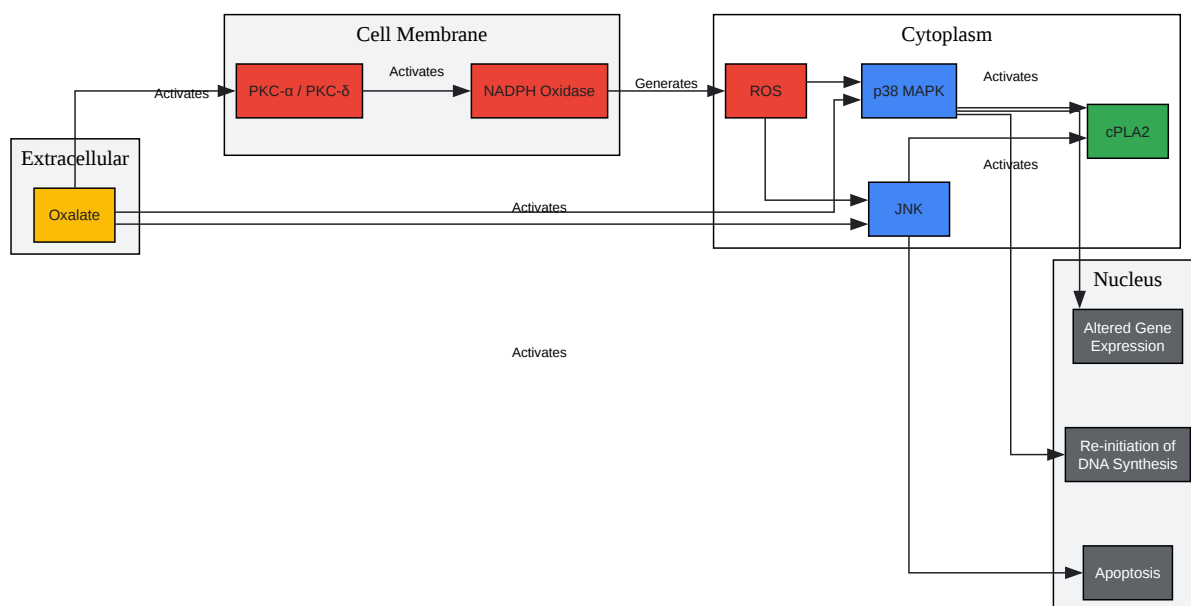 Cell Membrane
Cytoplasm
Activates
PKC-α / PKC-δ
Activates
NADPH Oxidase
Generates
ROS
p38 MAPK
Activates
cPLA2
Extracellular
Oxalate
Activates
JNK
Activates
Nucleus
Altered Gene
Expression
Activates
Re-initiation of
DNA Synthesis
Apoptosis